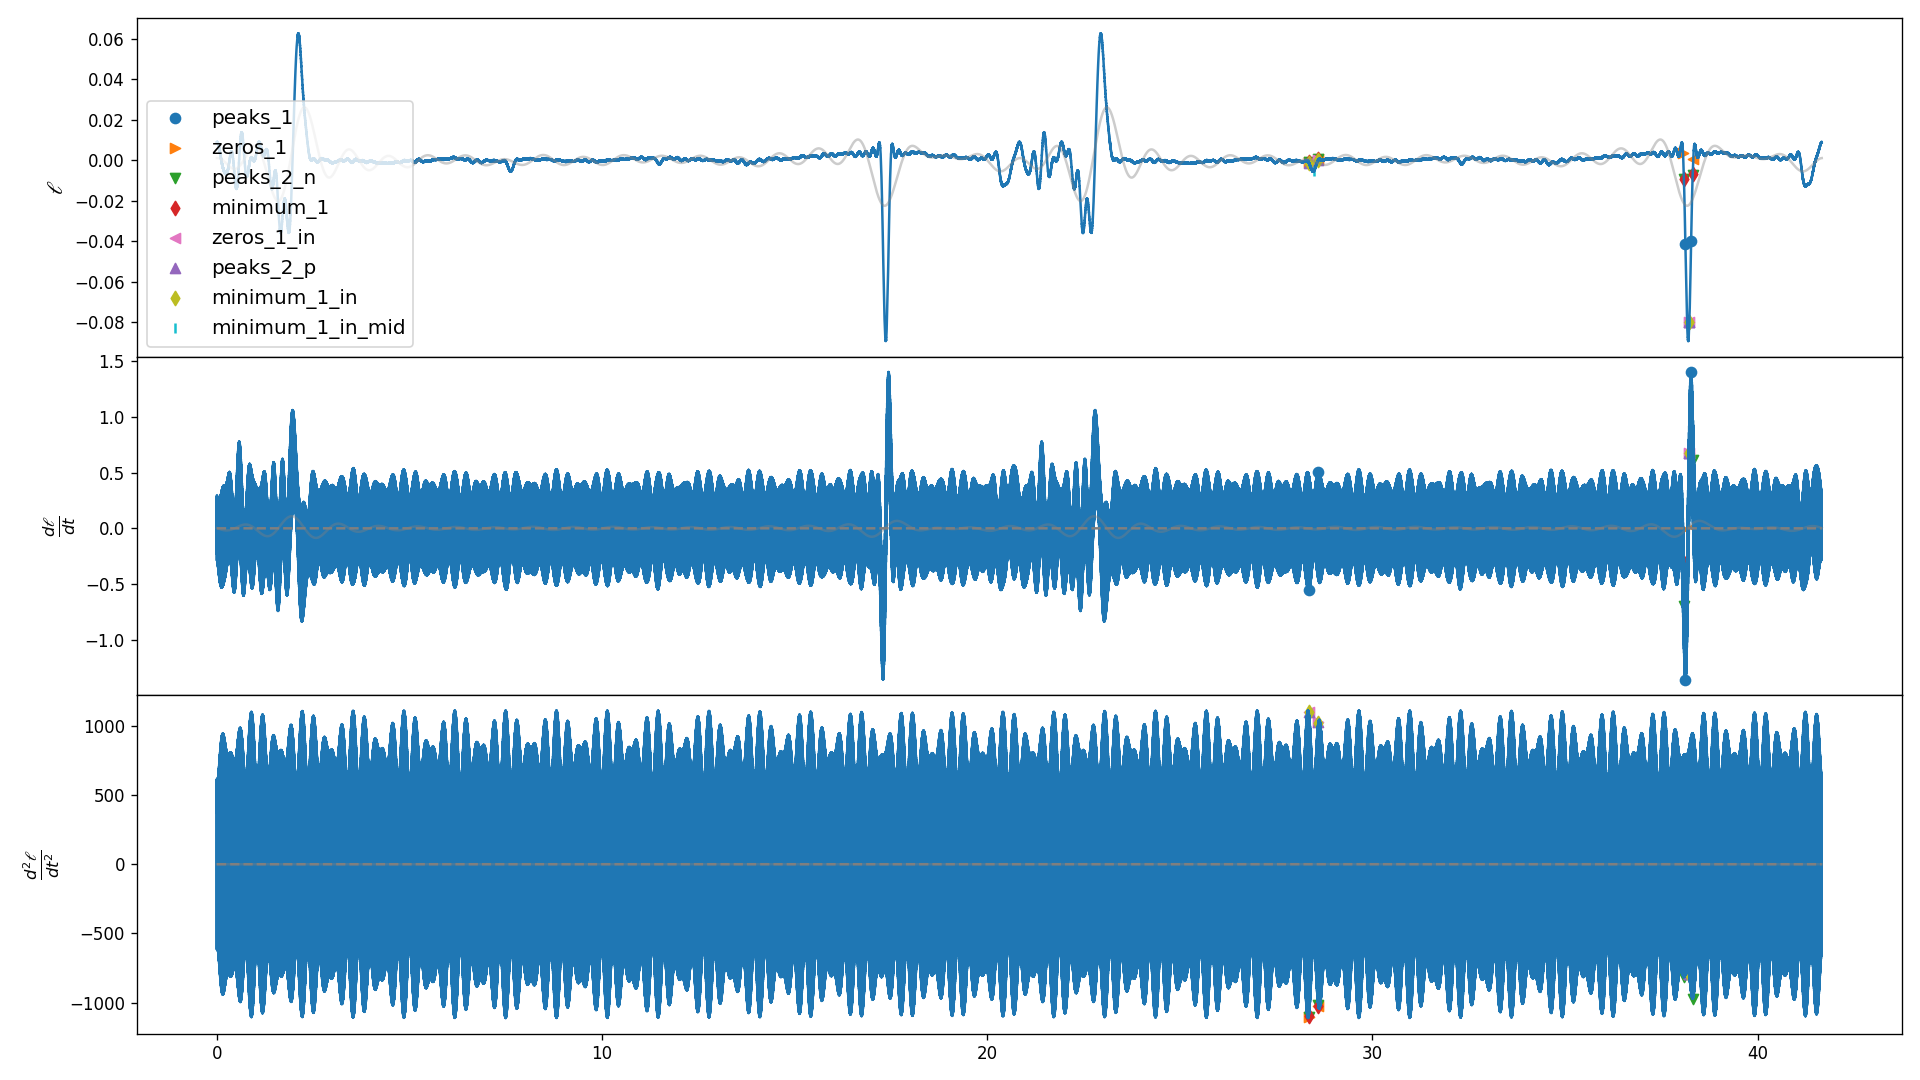 0.06
0.04
0.02
0.00
−0.02
−0.04
−0.06
−0.08
ℓ
peaks_1
zeros_1
peaks_2_n
minimum_1
zeros_1_in
peaks_2_p
minimum_1_in
minimum_1_in_mid
1.5
1.0
0.5
0.0
−0.5
−1.0
dℓ
dt
1000
500
0
−500
−1000
d²ℓ
dt²
0 10 20 30 40